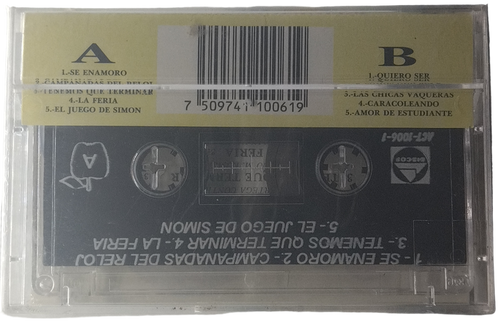 A
1.-SE ENAMORO
2.-CAMPANADAS DEL RELOJ
3.-TENEMOS QUE TERMINAR
4.-LA FERIA
5.-EL JUEGO DE SIMON
7 509741 100619
B
1.-QUIERO SER
3.-LAS CHICAS VAQUERAS
4.-CARACOLEANDO
5.-AMOR DE ESTUDIANTE
ACT-1006-1
DISCOS
A
FERIA
1.- SE ENAMORO 2.- CAMPANADAS DEL RELOJ
3.- TENEMOS QUE TERMINAR 4.- LA FERIA
5.- EL JUEGO DE SIMON